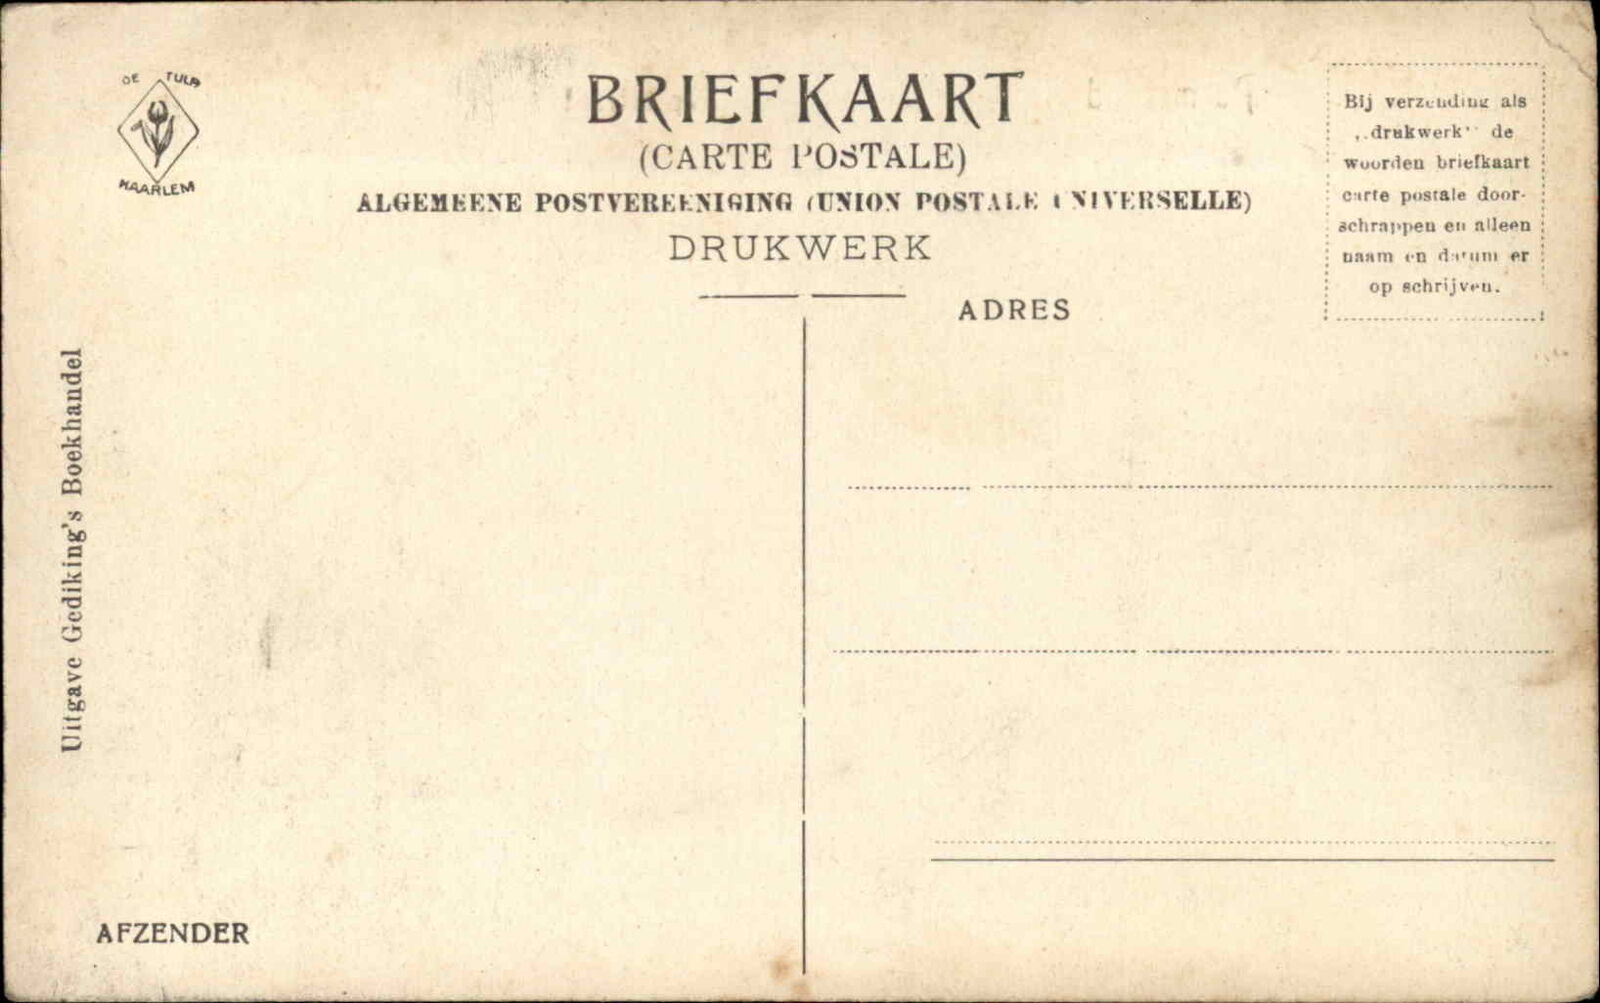 DE TULP
HAARLEM
BRIEFKAART
(CARTE POSTALE)
ALGEMEENE POSTVEREENIGING (UNION POSTALE UNIVERSELLE)
DRUKWERK
Bij verzending als
„drukwerk” de
woorden briefkaart
carte postale door-
schrappen en alleen
naam en datum er
op schrijven.
ADRES
Uitgave Gediking's Boekhandel
AFZENDER